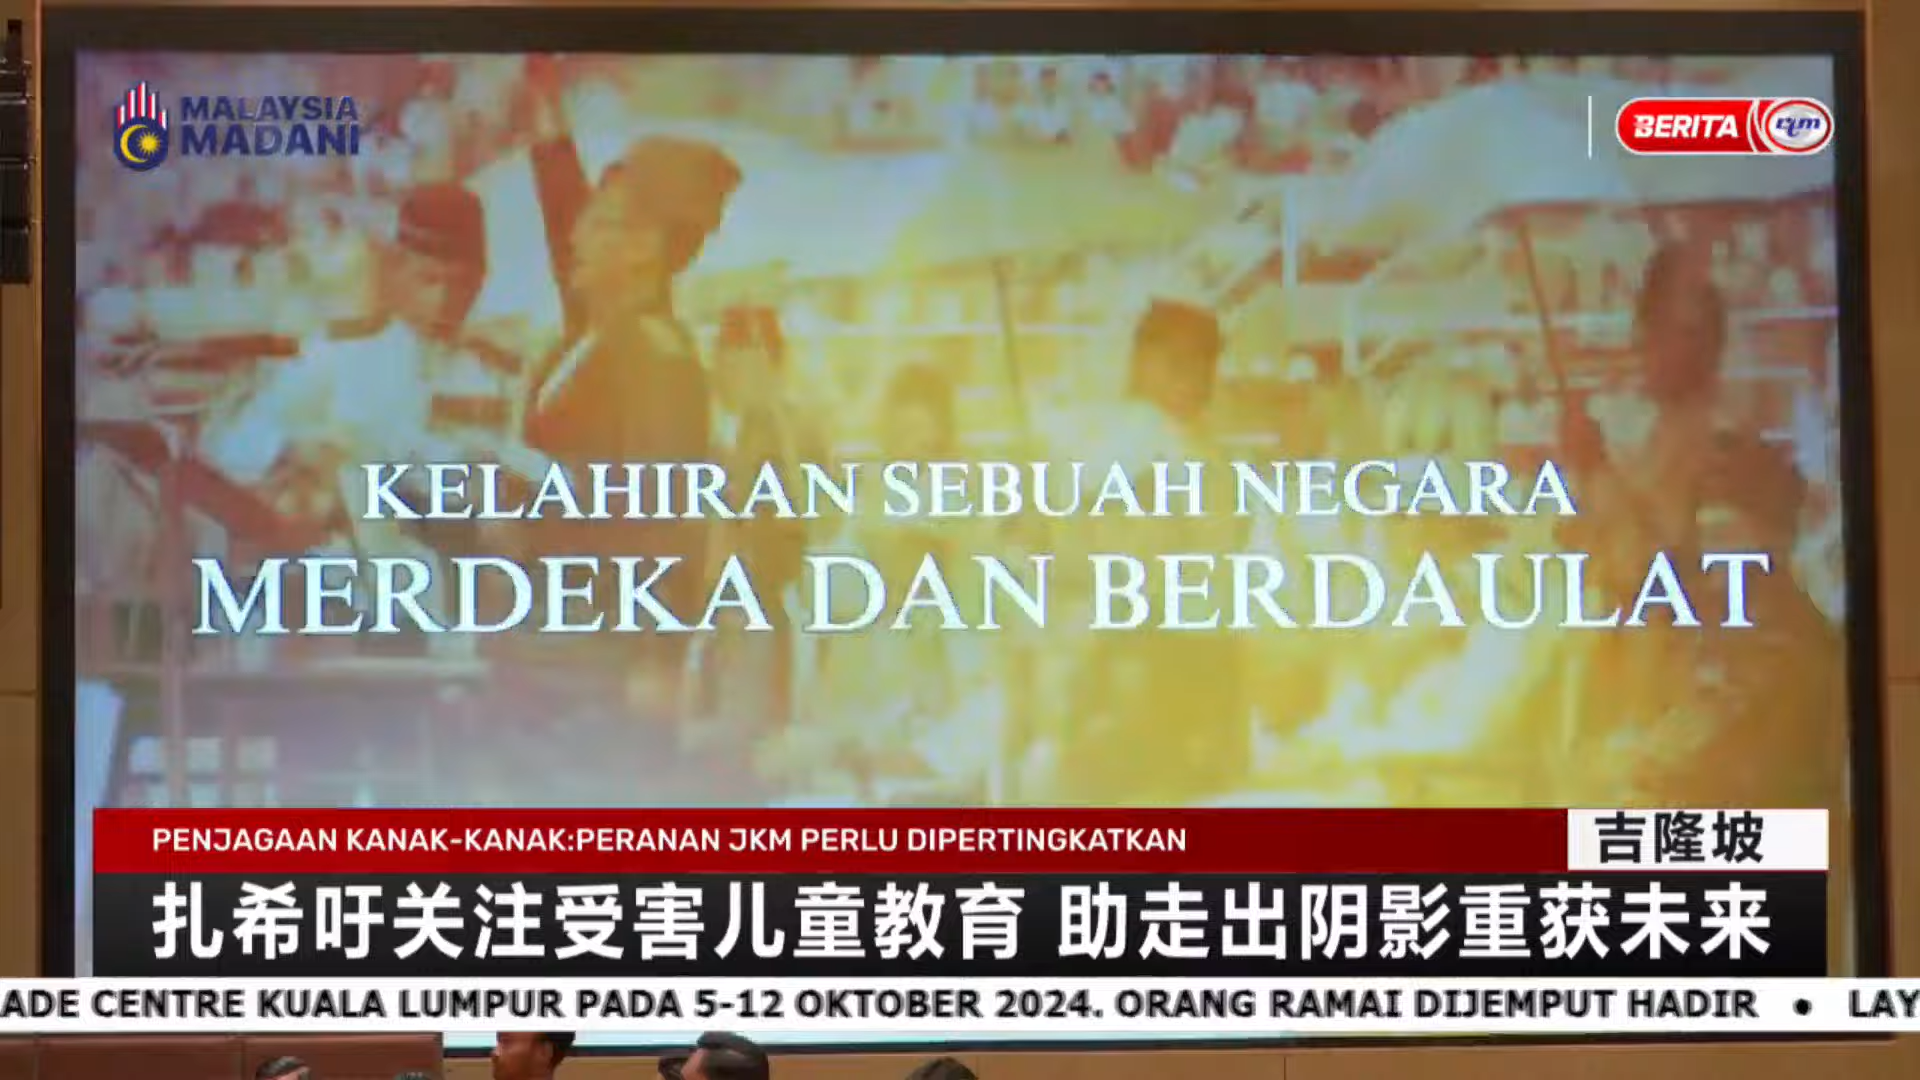 MALAYSIA
MADANI
BERITA rtm
KELAHIRAN SEBUAH NEGARA
MERDEKA DAN BERDAULAT
PENJAGAAN KANAK-KANAK:PERANAN JKM PERLU DIPERTINGKATKAN
吉隆坡
扎希吁关注受害儿童教育 助走出阴影重获未来
ADE CENTRE KUALA LUMPUR PADA 5-12 OKTOBER 2024. ORANG RAMAI DIJEMPUT HADIR • LAY